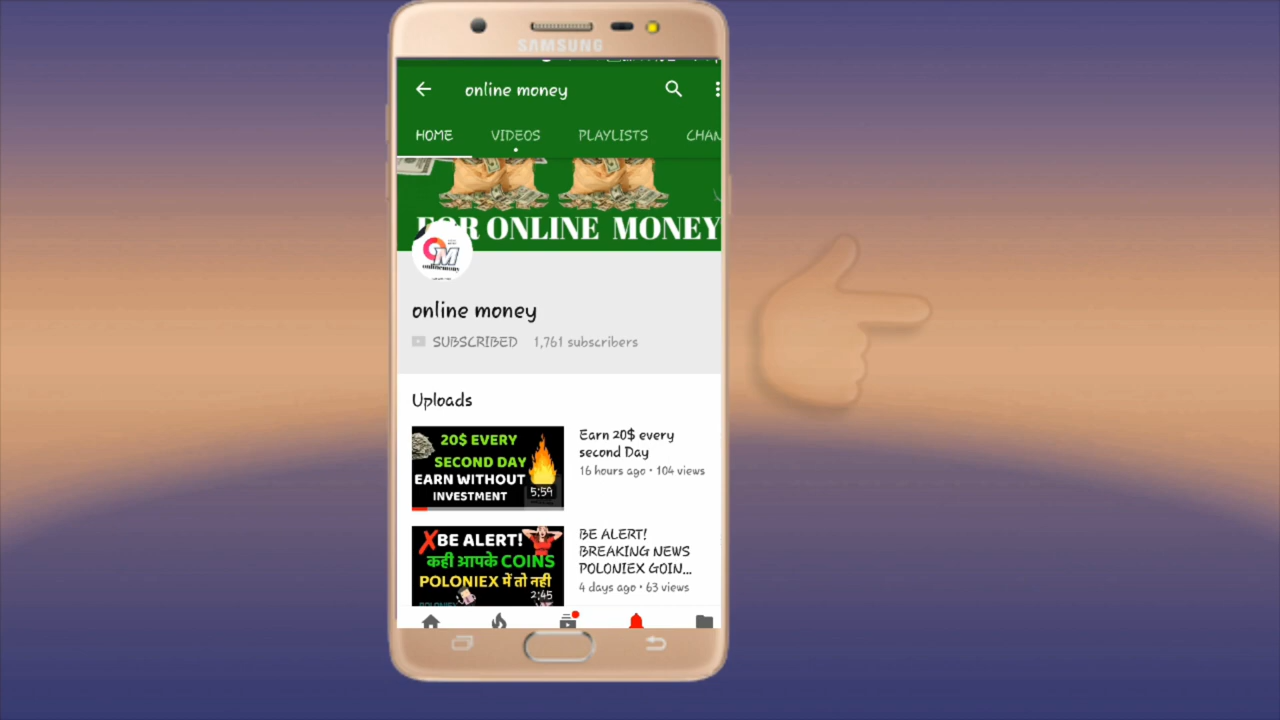 SAMSUNG
online money
HOME VIDEOS PLAYLISTS CHAN
FOR ONLINE MONEY
OM
online money
SUBSCRIBED 1,761 subscribers
Uploads
20$ EVERY
SECOND DAY
EARN WITHOUT
INVESTMENT
5:59
Earn 20$ every
second Day
16 hours ago • 104 views
BE ALERT!
कही आपके COINS
POLONIEX में तो नही
2:45
BE ALERT!
BREAKING NEWS
POLONIEX GOIN...
4 days ago • 63 views